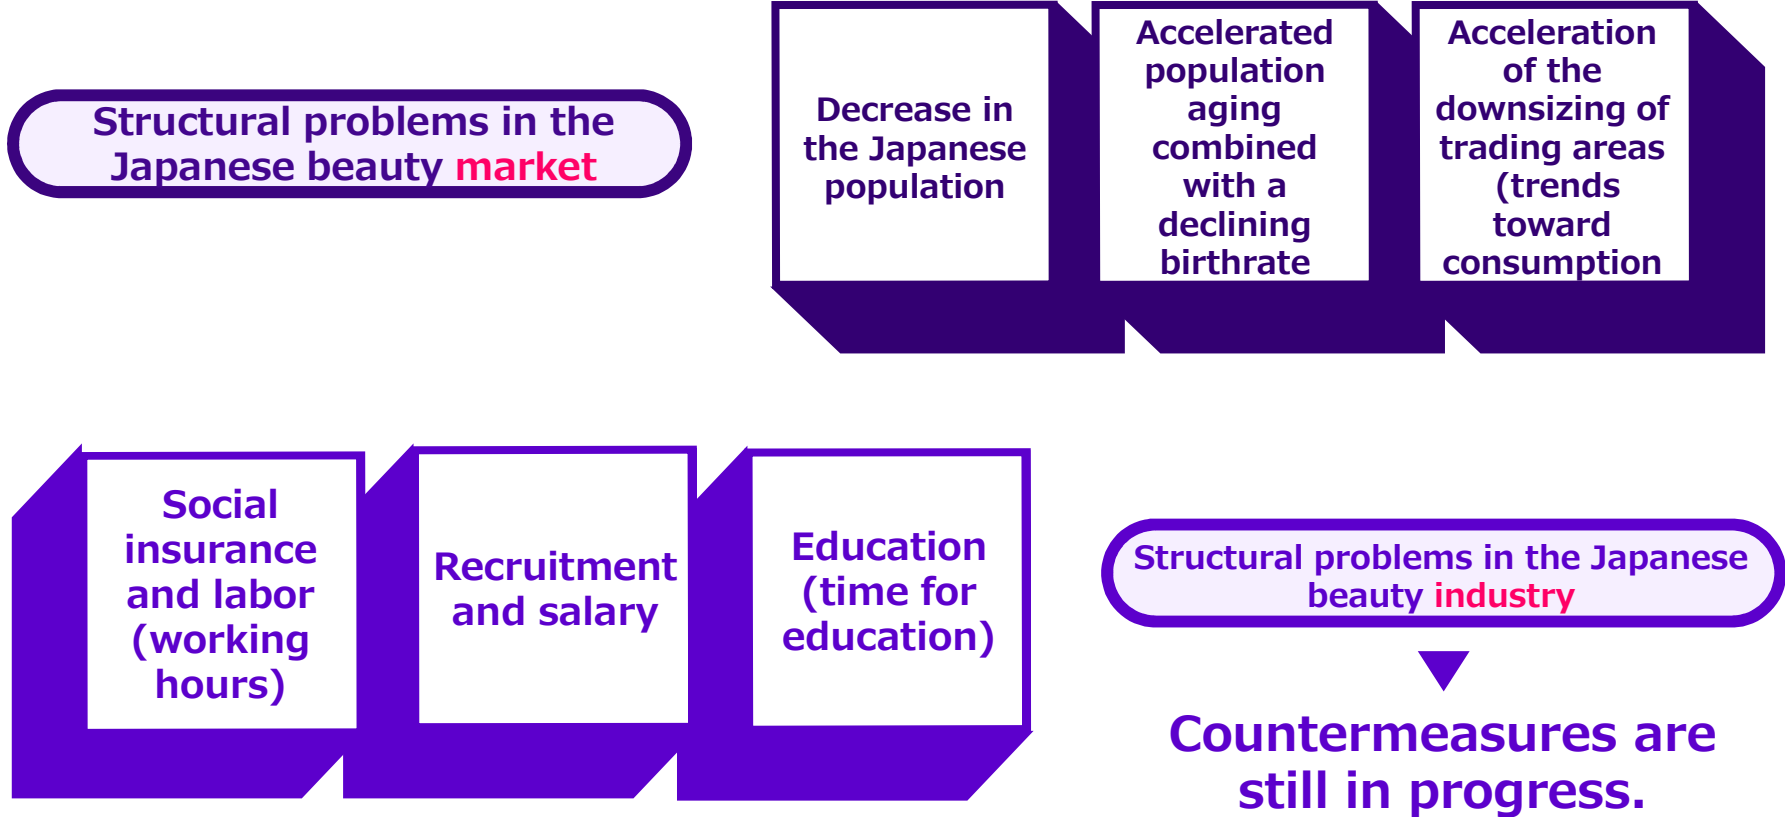 Structural problems in the
Japanese beauty market
Decrease in
the Japanese
population
Accelerated
population
aging
combined
with a
declining
birthrate
Acceleration
of the
downsizing of
trading areas
(trends
toward
consumption
Social
insurance
and labor
(working
hours)
Recruitment
and salary
Education
(time for
education)
Structural problems in the Japanese
beauty industry
Countermeasures are
still in progress.